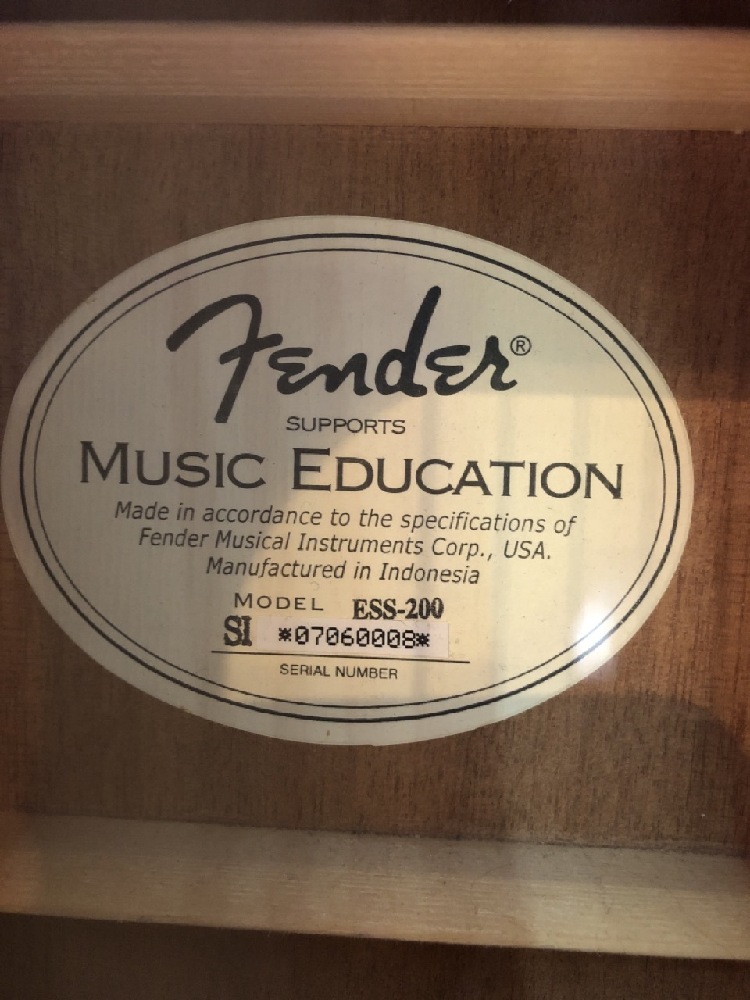 Fender®
SUPPORTS
MUSIC EDUCATION
Made in accordance to the specifications of
Fender Musical Instruments Corp., USA.
Manufactured in Indonesia
MODEL ESS-200
SI *07060008*
SERIAL NUMBER